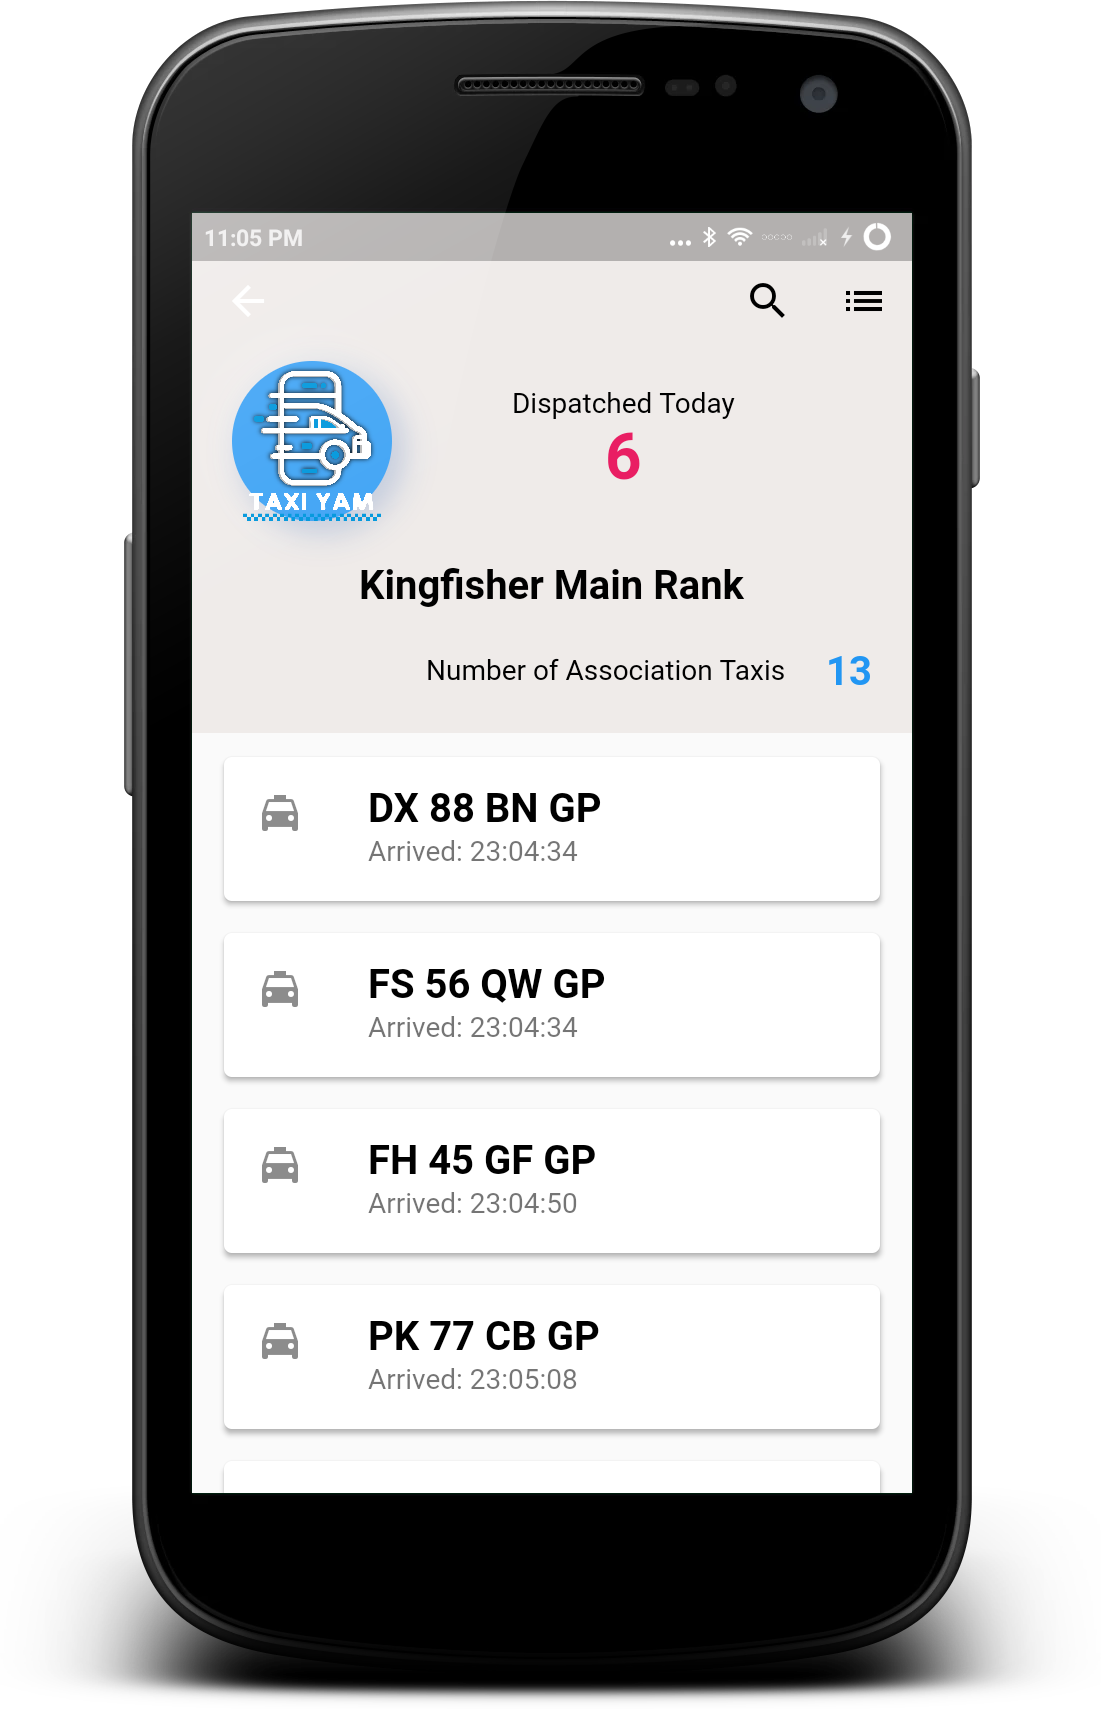 11:05 PM
Dispatched Today
6
TAXI YAM
Kingfisher Main Rank
Number of Association Taxis 13
DX 88 BN GP
Arrived: 23:04:34
FS 56 QW GP
Arrived: 23:04:34
FH 45 GF GP
Arrived: 23:04:50
PK 77 CB GP
Arrived: 23:05:08